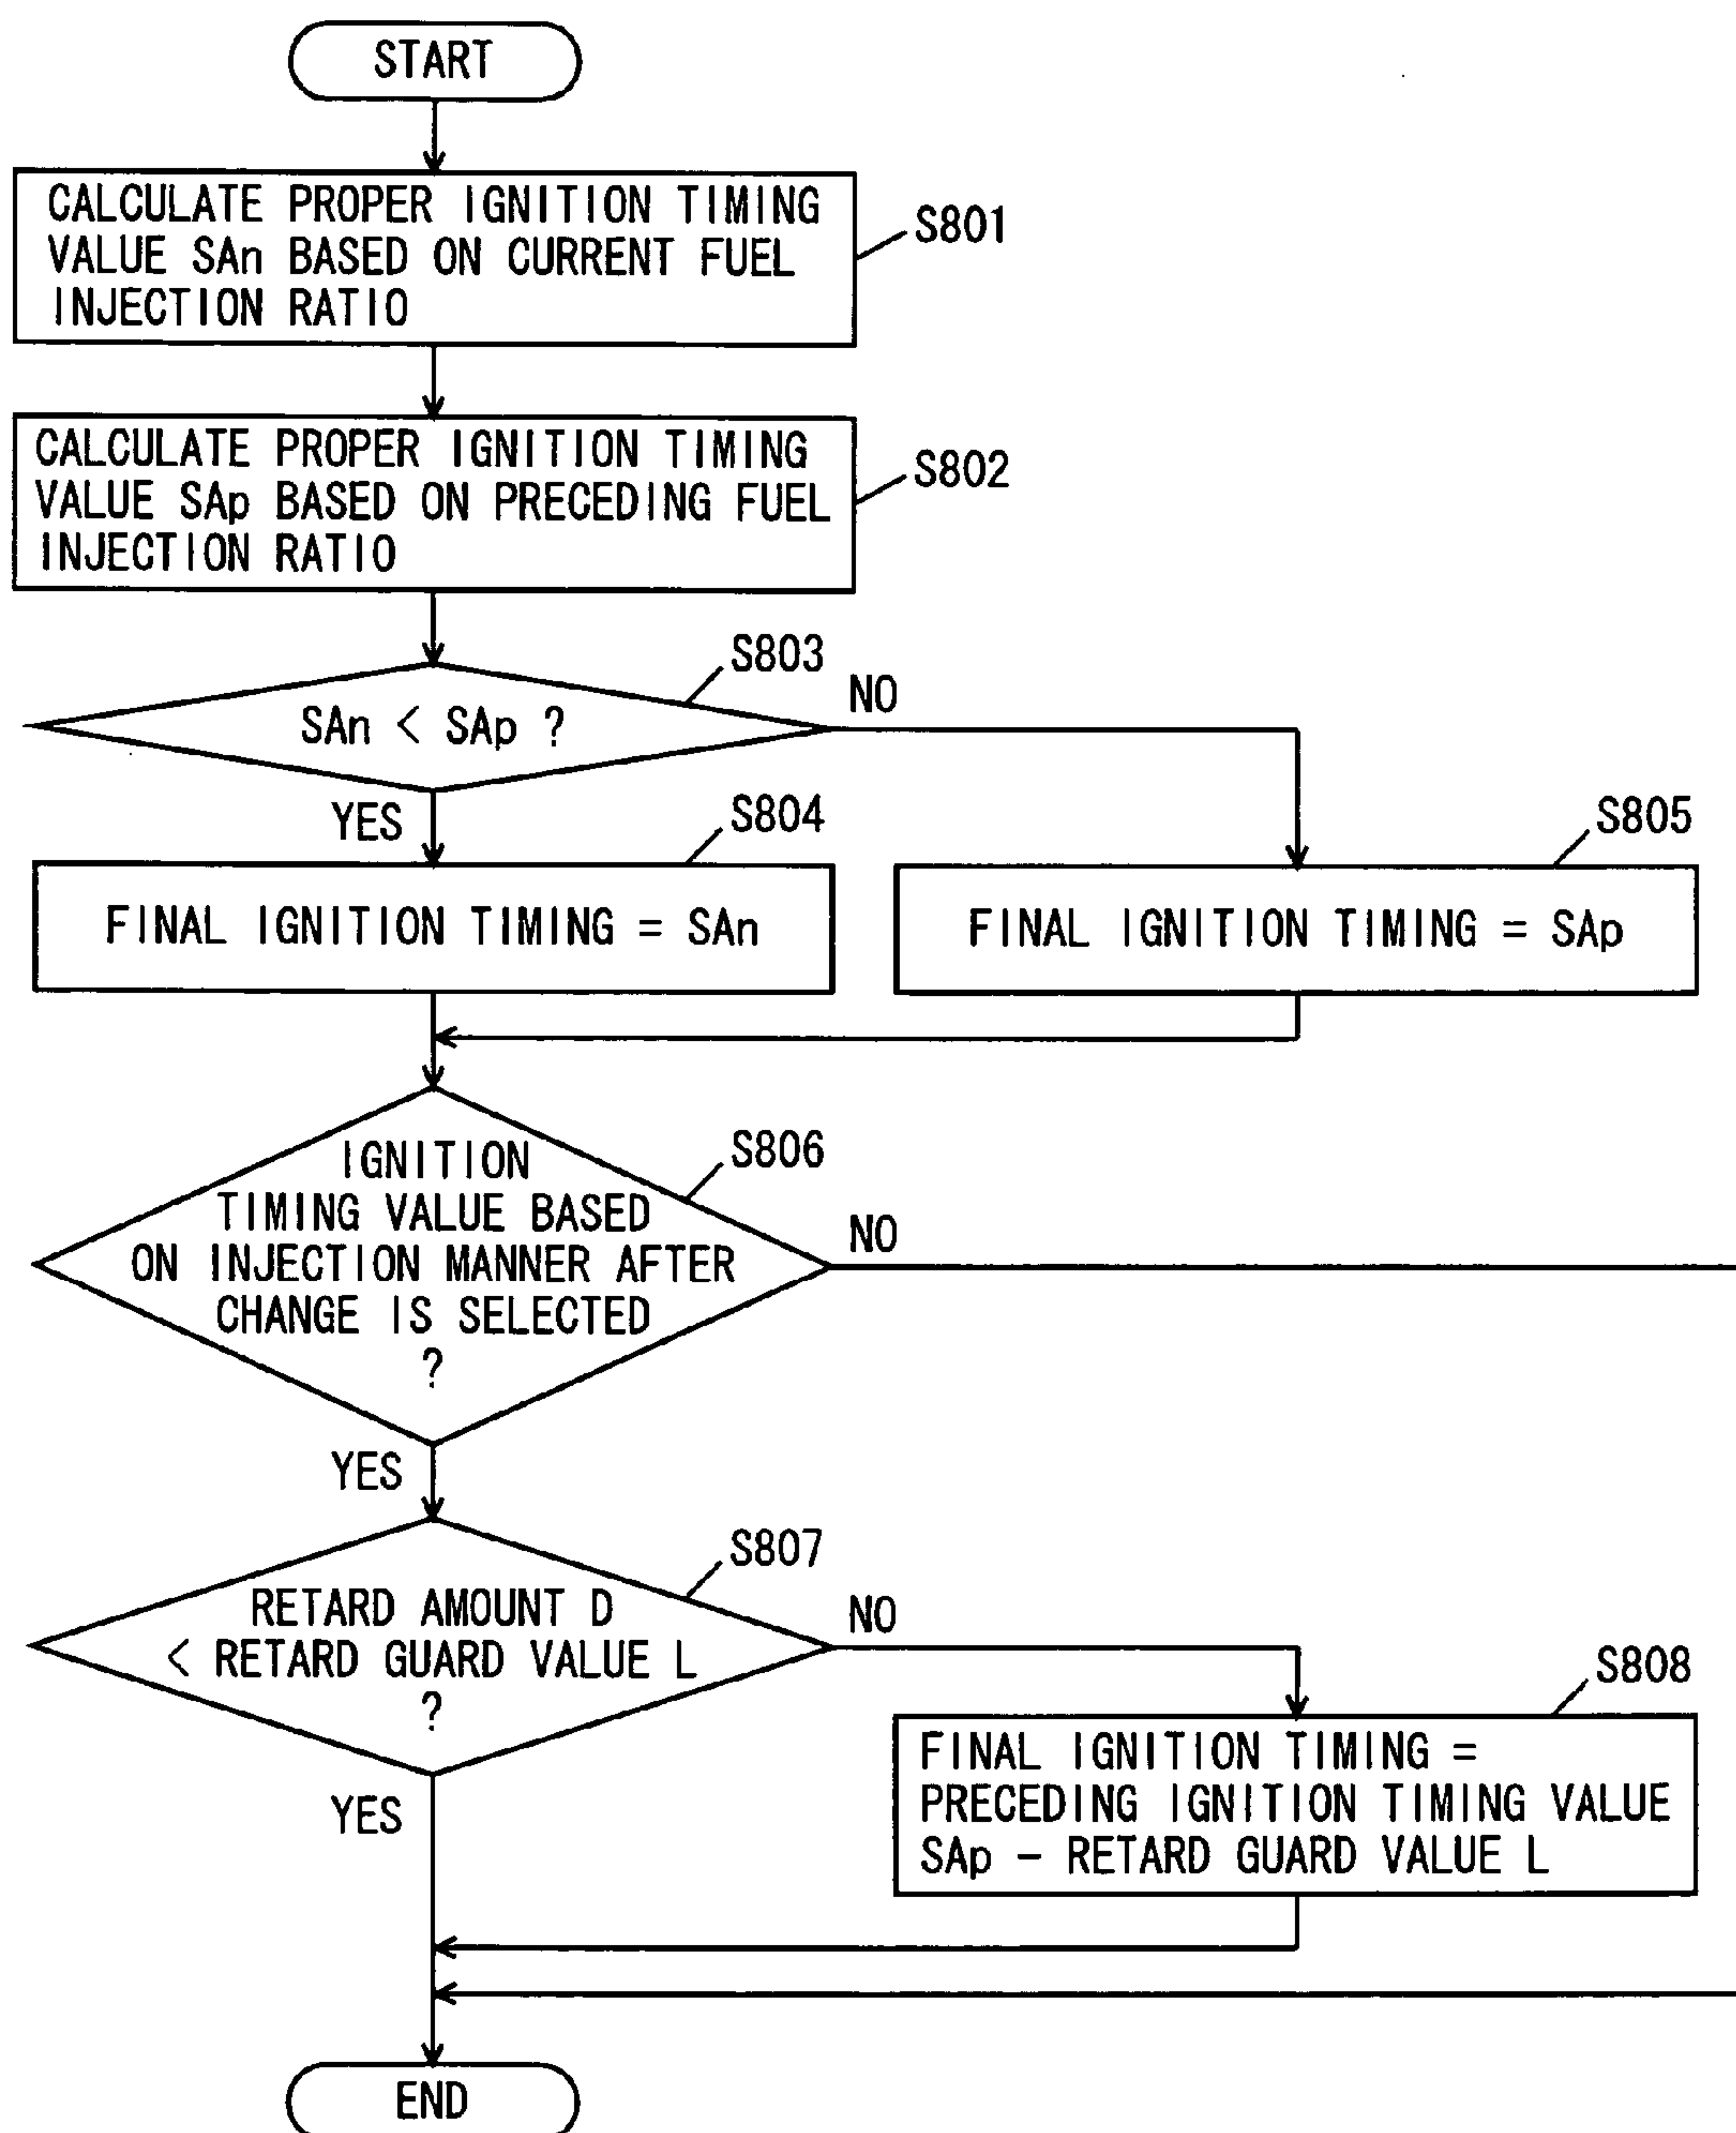 START
CALCULATE PROPER IGNITION TIMING
VALUE SAn BASED ON CURRENT FUEL
INJECTION RATIO
S801
CALCULATE PROPER IGNITION TIMING
VALUE SAp BASED ON PRECEDING FUEL
INJECTION RATIO
S802
S803
SAn < SAp ?
NO
YES
S804
FINAL IGNITION TIMING = SAn
S805
FINAL IGNITION TIMING = SAp
S806
IGNITION
TIMING VALUE BASED
ON INJECTION MANNER AFTER
CHANGE IS SELECTED
?
NO
YES
S807
RETARD AMOUNT D
< RETARD GUARD VALUE L
?
NO
YES
S808
FINAL IGNITION TIMING =
PRECEDING IGNITION TIMING VALUE
SAp - RETARD GUARD VALUE L
END